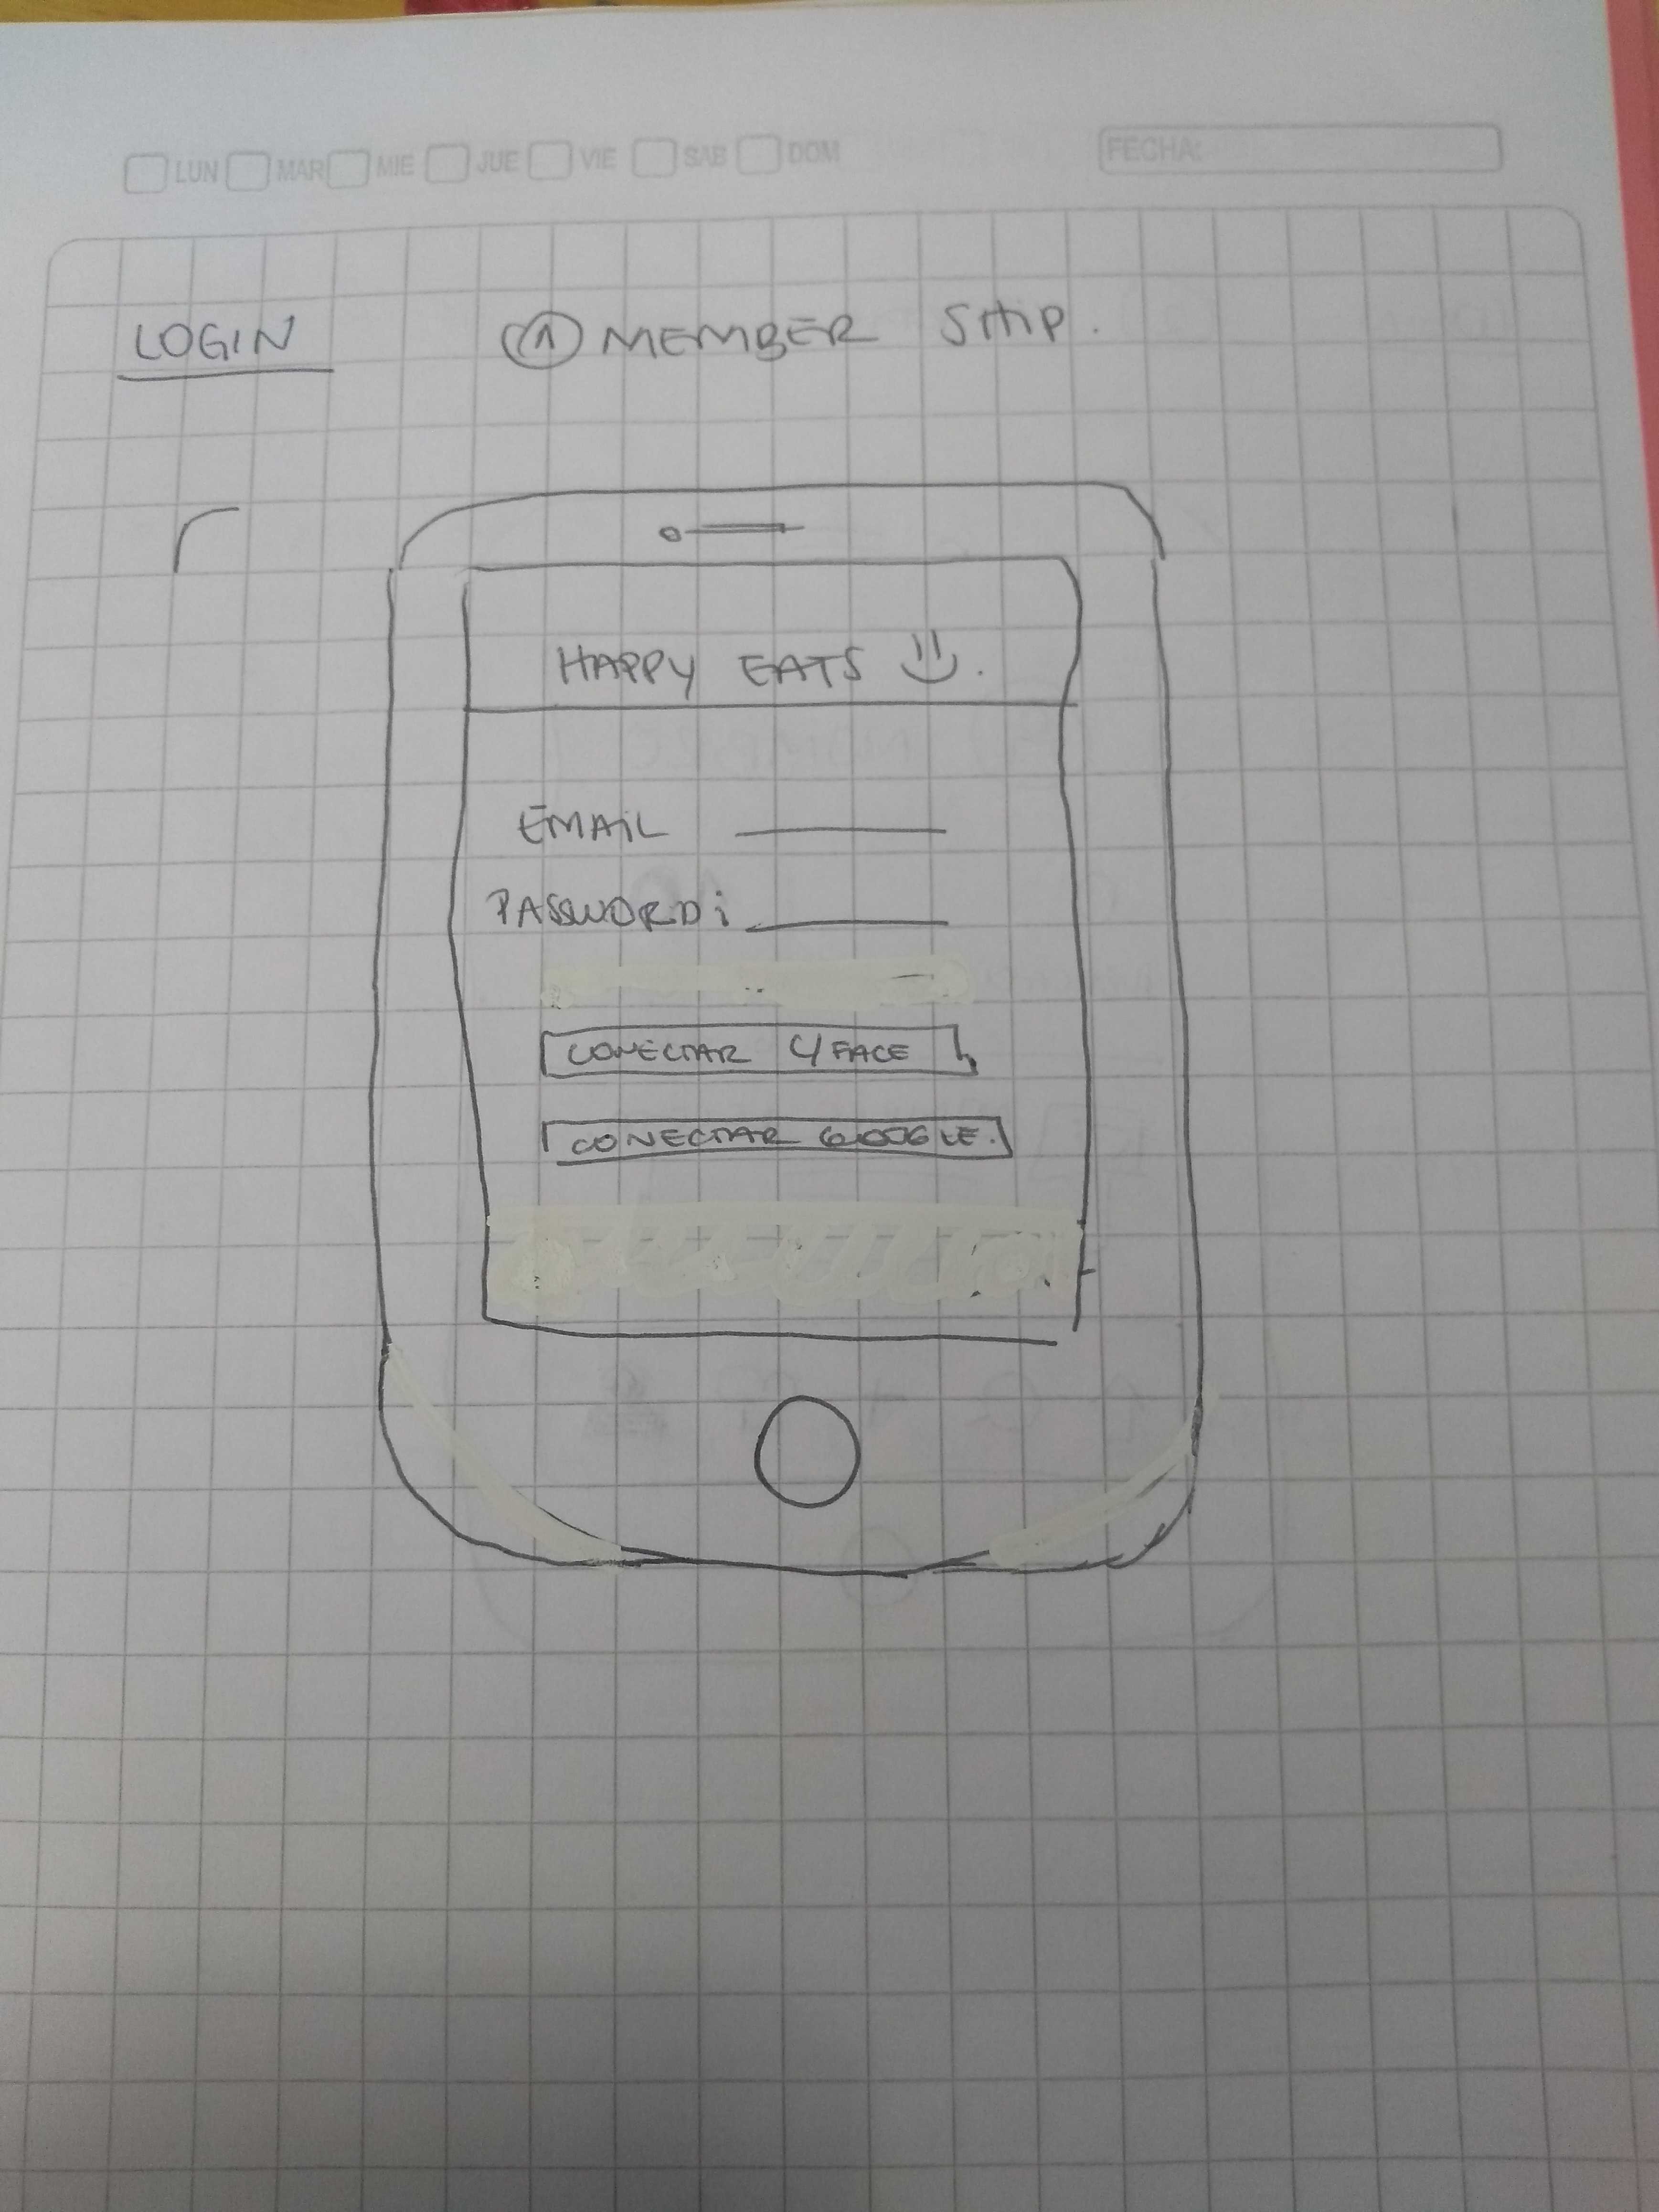 LUN MAR MIE JUE VIE SAB DOM FECHA:
LOGIN 1 MEMBER SHIP.
HAPPY EATS
EMAIL
PASSWORD:
CONECTAR C/FACE
CONECTAR GOOGLE.